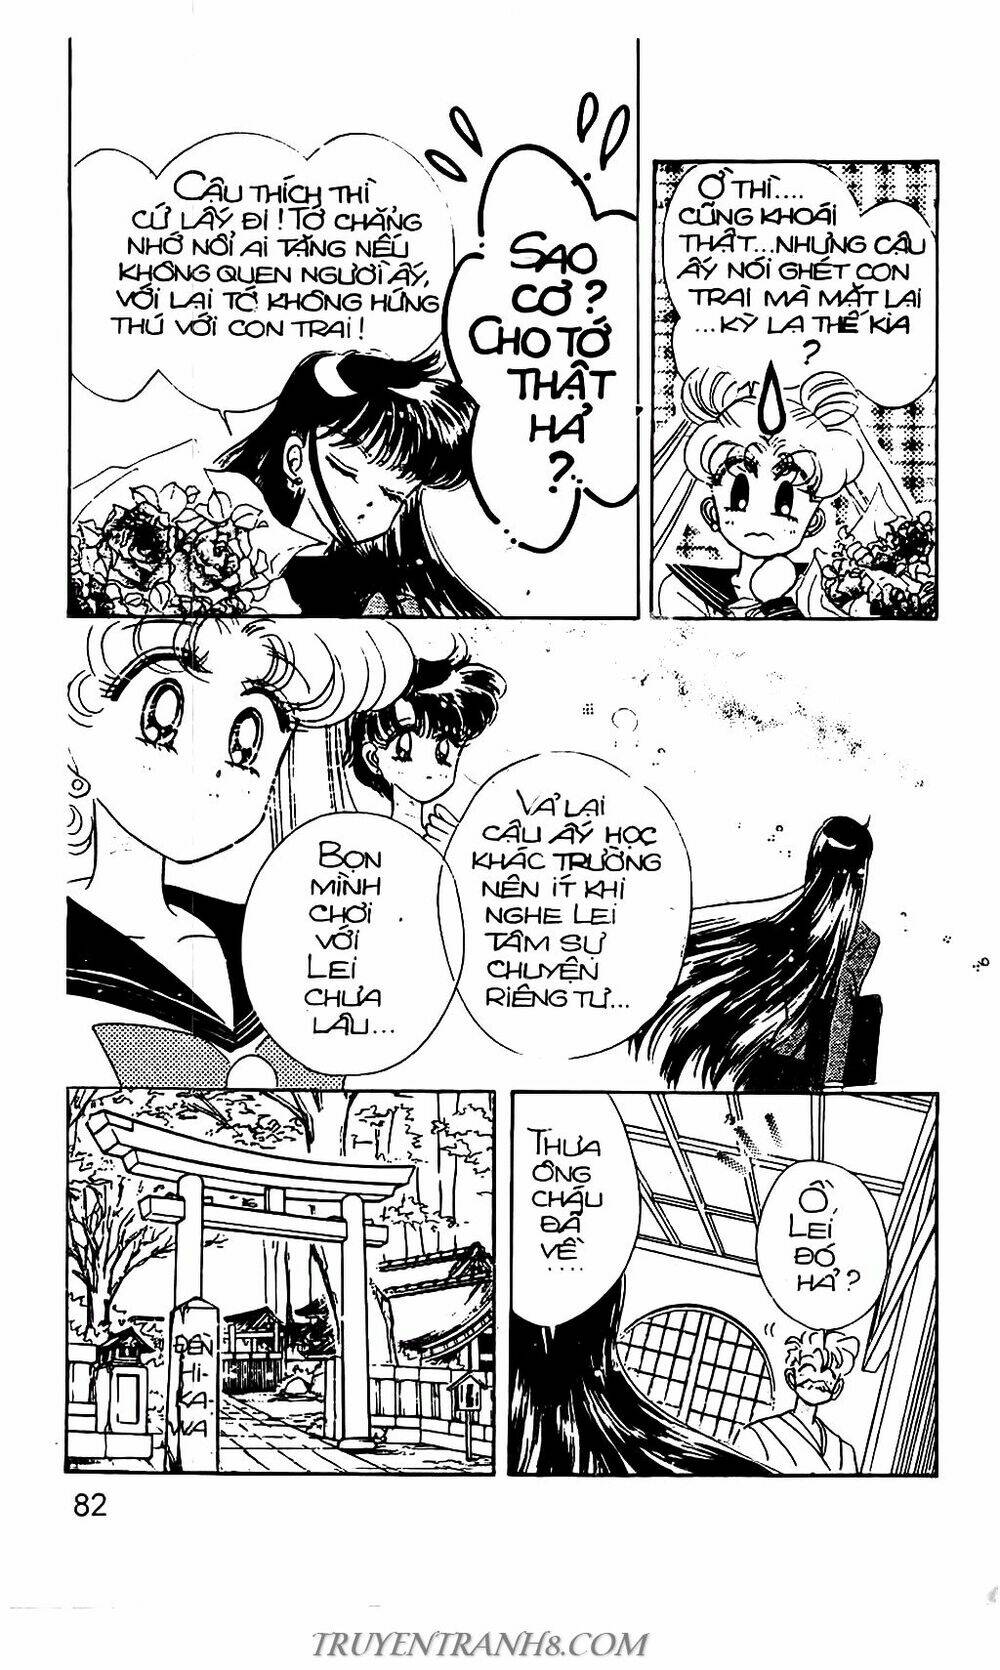 CẬU THÍCH THÌ
CỨ LẤY ĐI! TỚ CHẲNG
NHỚ NỔI AI TẶNG NẾU
KHÔNG QUEN NGƯỜI ẤY,
VỚI LẠI TỚ KHÔNG HỨNG
THÚ VỚI CON TRAI!
SAO
CƠ?
CHO TỚ
THẬT
HẢ
?
Ờ THÌ....
CŨNG KHOÁI
THẬT...NHƯNG CẬU
ẤY NÓI GHÉT CON
TRAI MÀ MẶT LẠI
...KỲ LẠ THẾ KIA
?
BỌN
MÌNH
CHƠI
VỚI
LEI
CHƯA
LÂU...
VẢ LẠI
CẬU ẤY HỌC
KHÁC TRƯỜNG
NÊN ÍT KHI
NGHE LEI
TÂM SỰ
CHUYỆN
RIÊNG TƯ...
ĐỀN
HI-
KA-
WA
THƯA
ÔNG
CHÁU
ĐÃ
VỀ
....
Ồ
LEI
ĐÓ
HẢ?
82
TRUYENTRANH8.COM